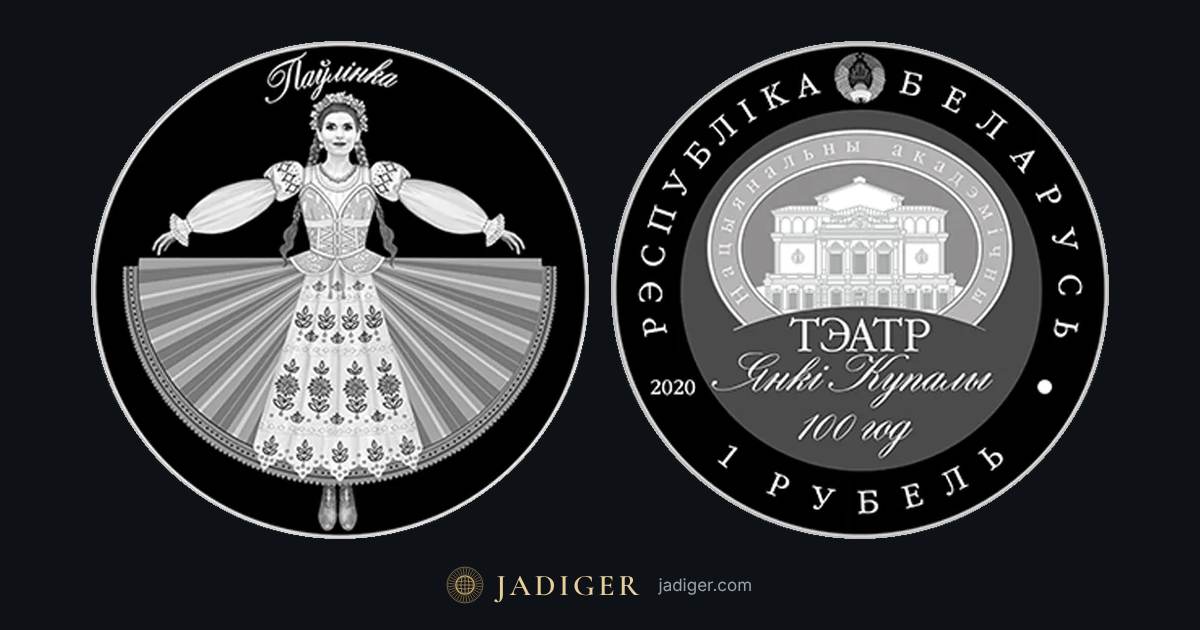 Паўлінка
РЭСПУБЛІКА БЕЛАРУСЬ
Нацыянальны акадэмічны
ТЭАТР
Янкі Купалы
100 год
2020
1 РУБЕЛЬ
JADIGER jadiger.com